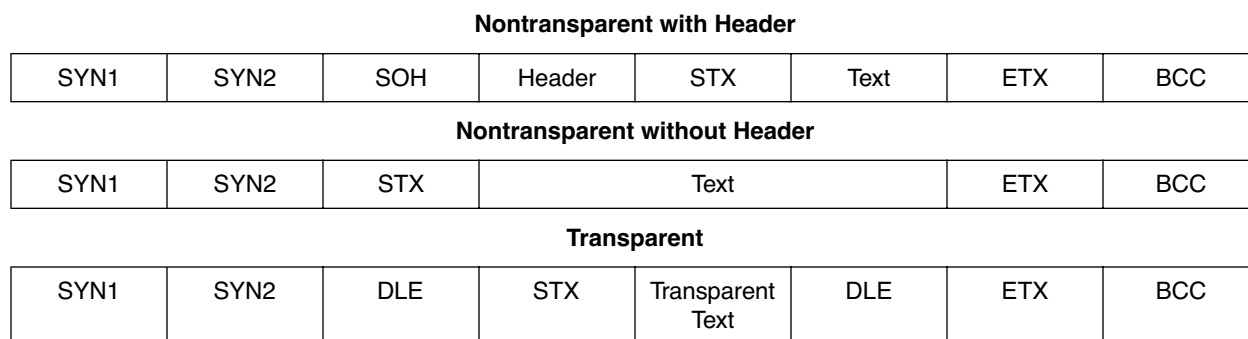 Nontransparent with Header
SYN1 SYN2 SOH Header STX Text ETX BCC
Nontransparent without Header
SYN1 SYN2 STX Text ETX BCC
Transparent
SYN1 SYN2 DLE STX Transparent DLE ETX BCC
Text